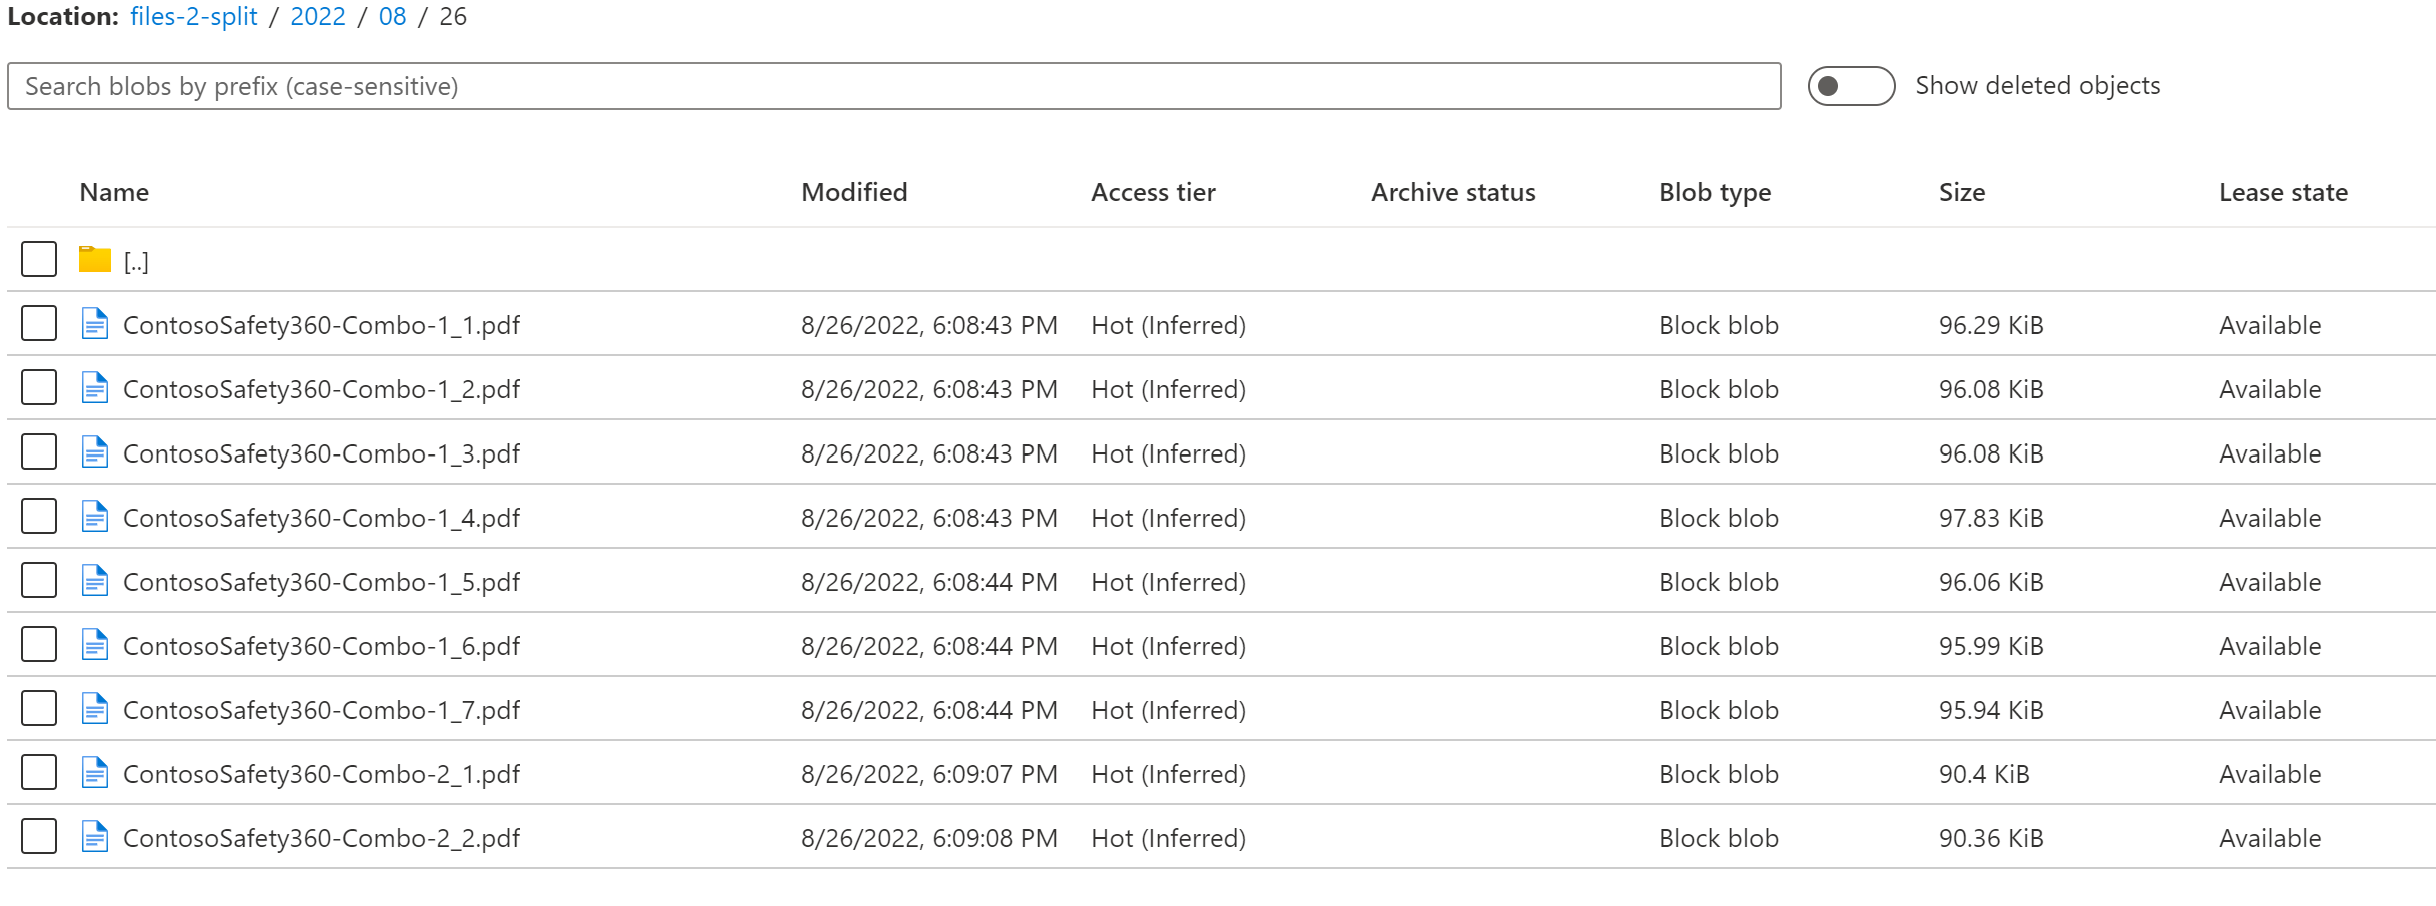 Location: files-2-split / 2022 / 08 / 26
Search blobs by prefix (case-sensitive) Show deleted objects
Name Modified Access tier Archive status Blob type Size Lease state
[..]
ContosoSafety360-Combo-1_1.pdf 8/26/2022, 6:08:43 PM Hot (Inferred) Block blob 96.29 KiB Available
ContosoSafety360-Combo-1_2.pdf 8/26/2022, 6:08:43 PM Hot (Inferred) Block blob 96.08 KiB Available
ContosoSafety360-Combo-1_3.pdf 8/26/2022, 6:08:43 PM Hot (Inferred) Block blob 96.08 KiB Available
ContosoSafety360-Combo-1_4.pdf 8/26/2022, 6:08:43 PM Hot (Inferred) Block blob 97.83 KiB Available
ContosoSafety360-Combo-1_5.pdf 8/26/2022, 6:08:44 PM Hot (Inferred) Block blob 96.06 KiB Available
ContosoSafety360-Combo-1_6.pdf 8/26/2022, 6:08:44 PM Hot (Inferred) Block blob 95.99 KiB Available
ContosoSafety360-Combo-1_7.pdf 8/26/2022, 6:08:44 PM Hot (Inferred) Block blob 95.94 KiB Available
ContosoSafety360-Combo-2_1.pdf 8/26/2022, 6:09:07 PM Hot (Inferred) Block blob 90.4 KiB Available
ContosoSafety360-Combo-2_2.pdf 8/26/2022, 6:09:08 PM Hot (Inferred) Block blob 90.36 KiB Available